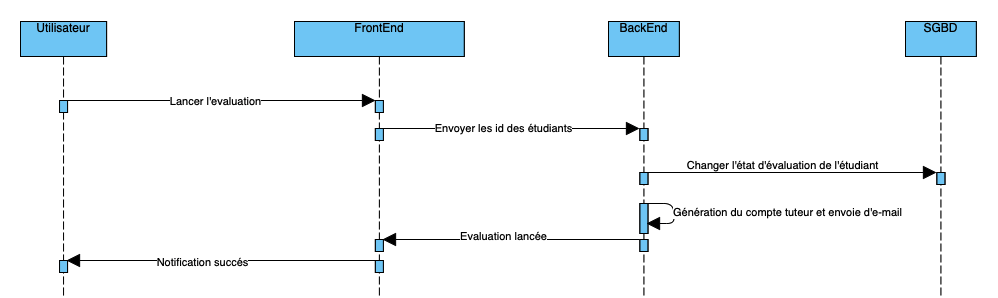 Utilisateur
FrontEnd
BackEnd
SGBD
Lancer l'evaluation
Envoyer les id des étudiants
Changer l'état d'évaluation de l'étudiant
Génération du compte tuteur et envoie d'e-mail
Evaluation lancée
Notification succés